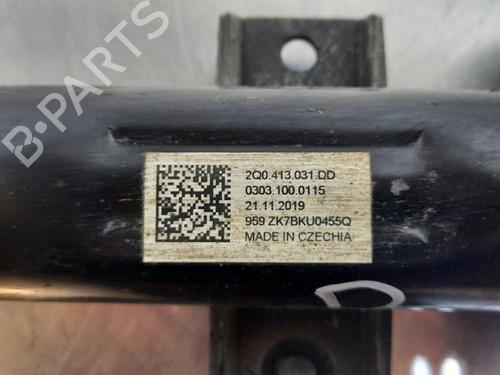 B-PARTS
2Q0.413.031.DD
0303.100.0115
21.11.2019
959 ZK7BKU0455Q
MADE IN CZECHIA
D